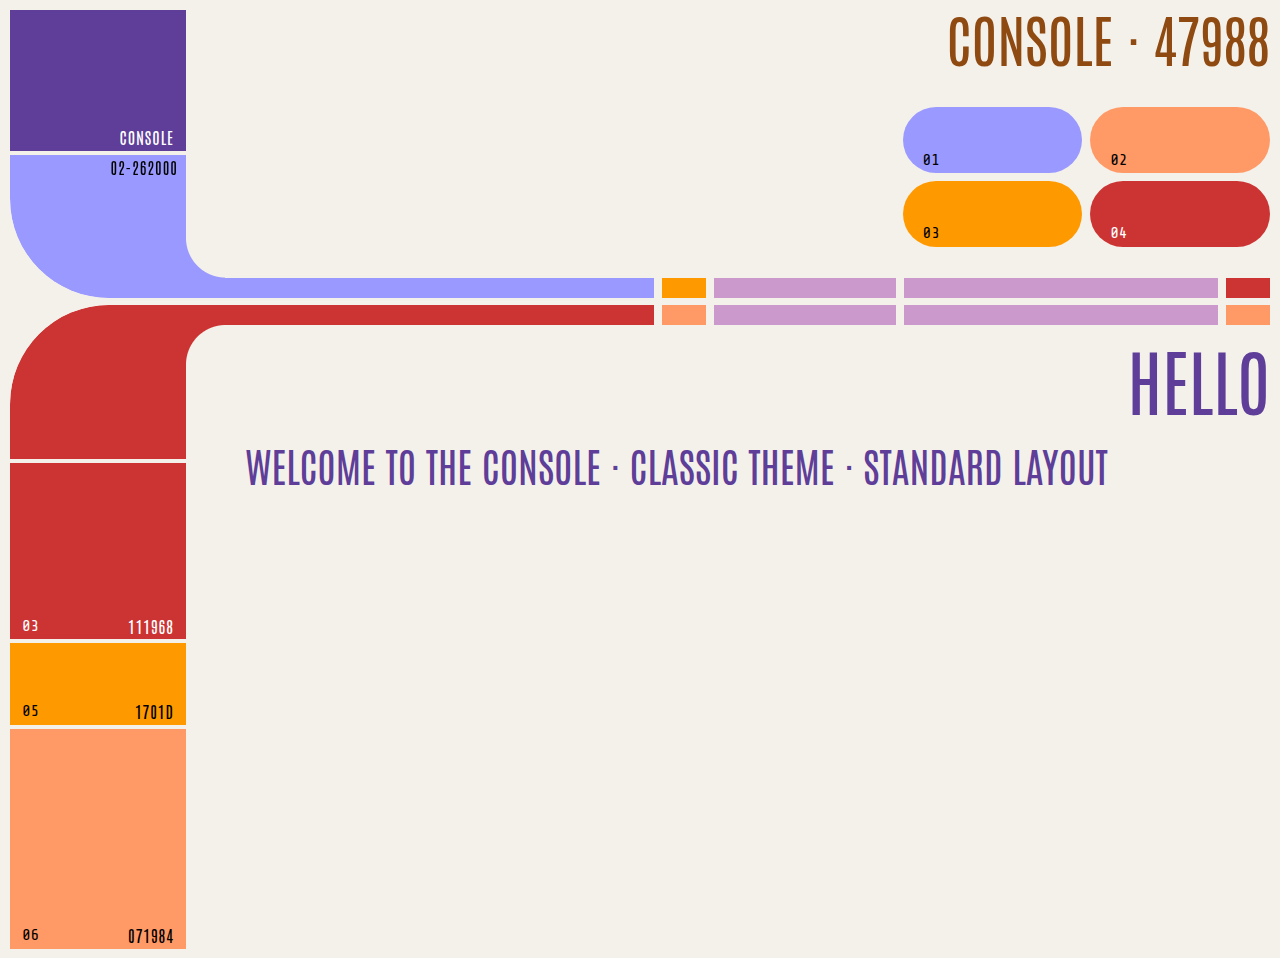 CONSOLE · 47988
CONSOLE
02-262000
01
02
03
04
HELLO
WELCOME TO THE CONSOLE · CLASSIC THEME · STANDARD LAYOUT
03 111968
05 1701D
06 071984